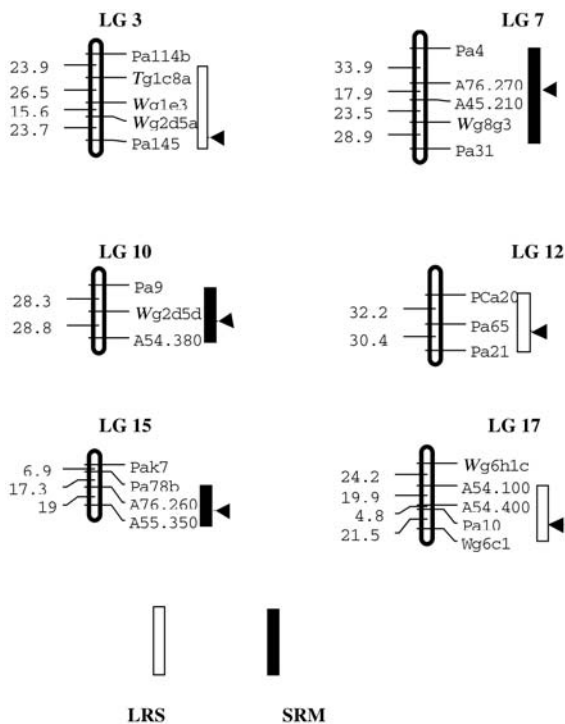 LG 3
Pa114b
23.9
Tg1c8a
26.5
Wg1e3
15.6
Wg2d5a
23.7
Pa145
LG 7
Pa4
33.9
A76.270
17.9
A45.210
23.5
Wg8g3
28.9
Pa31
LG 10
Pa9
28.3
Wg2d5d
28.8
A54.380
LG 12
PCa20
32.2
Pa65
30.4
Pa21
LG 15
Pak7
6.9
Pa78b
17.3
A76.260
19
A55.350
LG 17
Wg6h1c
24.2
A54.100
19.9
A54.400
4.8
Pa10
21.5
Wg6c1
LRS SRM